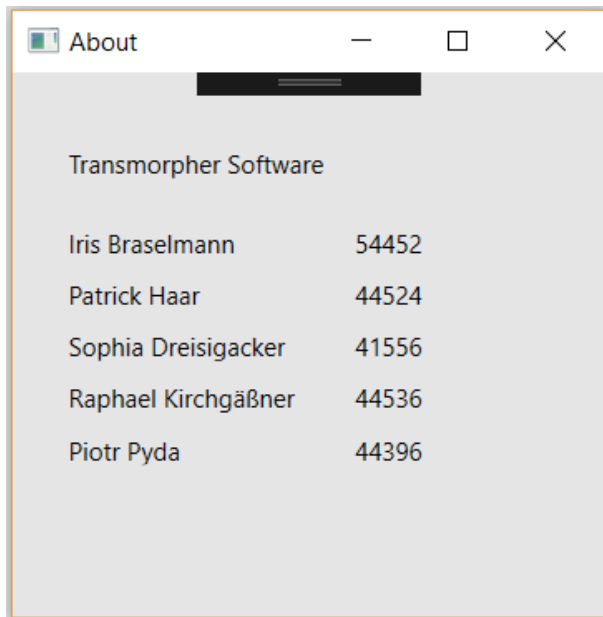 About
Transmorpher Software
Iris Braselmann 54452
Patrick Haar 44524
Sophia Dreisigacker 41556
Raphael Kirchgäßner 44536
Piotr Pyda 44396